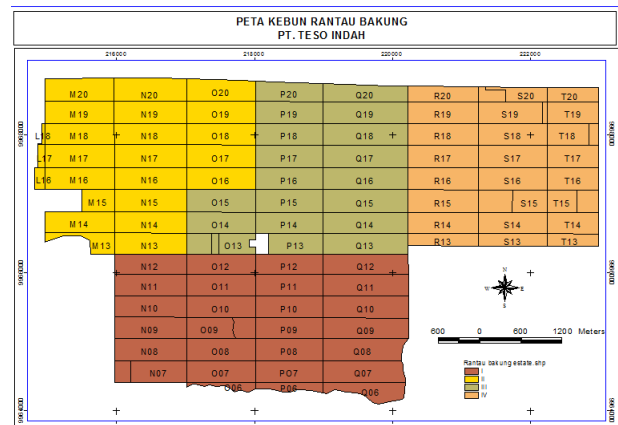 PETA KEBUN RANTAU BAKUNG
PT. TESO INDAH
216000 218000 220000 222000
M20 N20 O20 P20 Q20 R20 S20 T20
M19 N19 O19 P19 Q19 R19 S19 T19
L18 M18 N18 O18 P18 Q18 R18 S18 T18
L17 M17 N17 O17 P17 Q17 R17 S17 T17
L16 M16 N16 O16 P16 Q16 R16 S16 T16
M15 N15 O15 P15 Q15 R15 S15 T15
M14 N14 O14 P14 Q14 R14 S14 T14
M13 N13 O13 P13 Q13 R13 S13 T13
N12 O12 P12 Q12
N11 O11 P11 Q11
N10 O10 P10 Q10
N09 O09 P09 Q09
N08 O08 P08 Q08
N07 O07 PO7 Q07
O06 P06 Q06
N
W E
S
600 0 600 1200 Meters
Rantau bakung estate.shp
I
II
III
IV